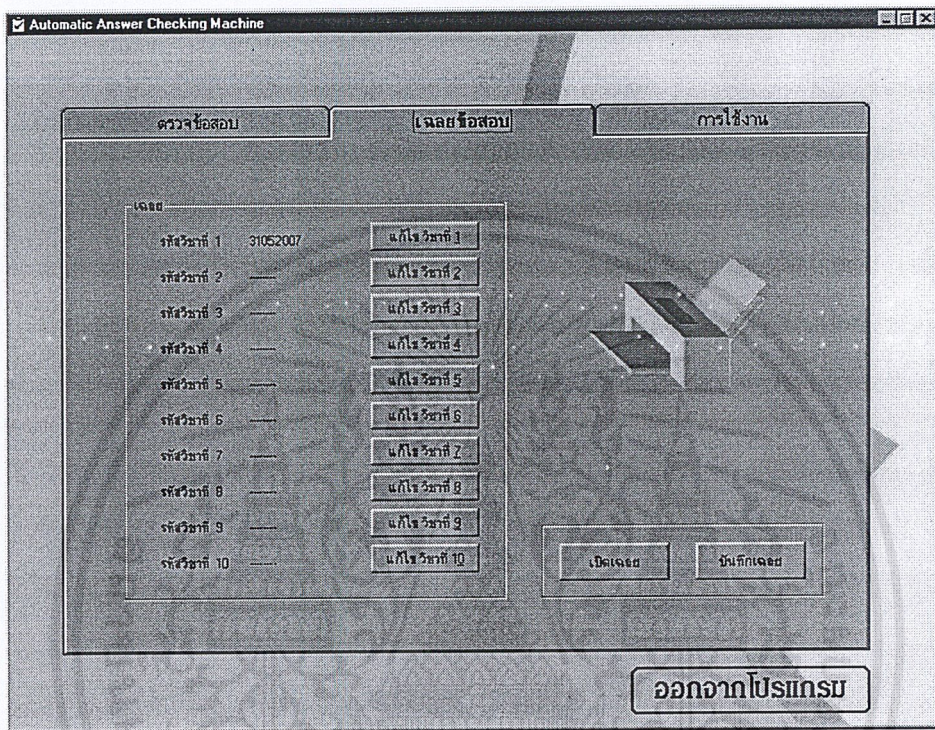 Automatic Answer Checking Machine
ตรวจข้อสอบ เฉลยข้อสอบ การใช้งาน
เฉลย
รหัสวิชาที่ 1 31052007 แก้ไข วิชาที่ 1
รหัสวิชาที่ 2 ------ แก้ไข วิชาที่ 2
รหัสวิชาที่ 3 ------ แก้ไข วิชาที่ 3
รหัสวิชาที่ 4 ------ แก้ไข วิชาที่ 4
รหัสวิชาที่ 5 ------ แก้ไข วิชาที่ 5
รหัสวิชาที่ 6 ------ แก้ไข วิชาที่ 6
รหัสวิชาที่ 7 ------ แก้ไข วิชาที่ 7
รหัสวิชาที่ 8 ------ แก้ไข วิชาที่ 8
รหัสวิชาที่ 9 ------ แก้ไข วิชาที่ 9
รหัสวิชาที่ 10 ------ แก้ไข วิชาที่ 10
เปิดเฉลย บันทึกเฉลย
ออกจากโปรแกรม